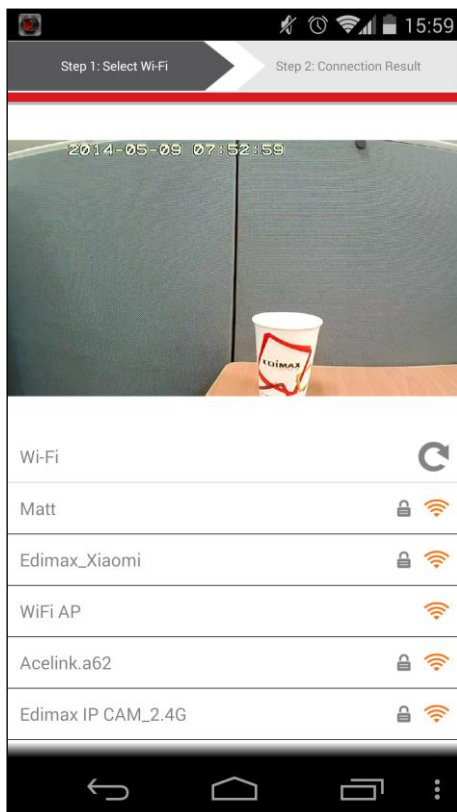 15:59
Step 1: Select Wi-Fi
Step 2: Connection Result
2014-05-09 07:52:59
EDIMAX
Wi-Fi
Matt
Edimax_Xiaomi
WiFi AP
Acelink.a62
Edimax IP CAM_2.4G